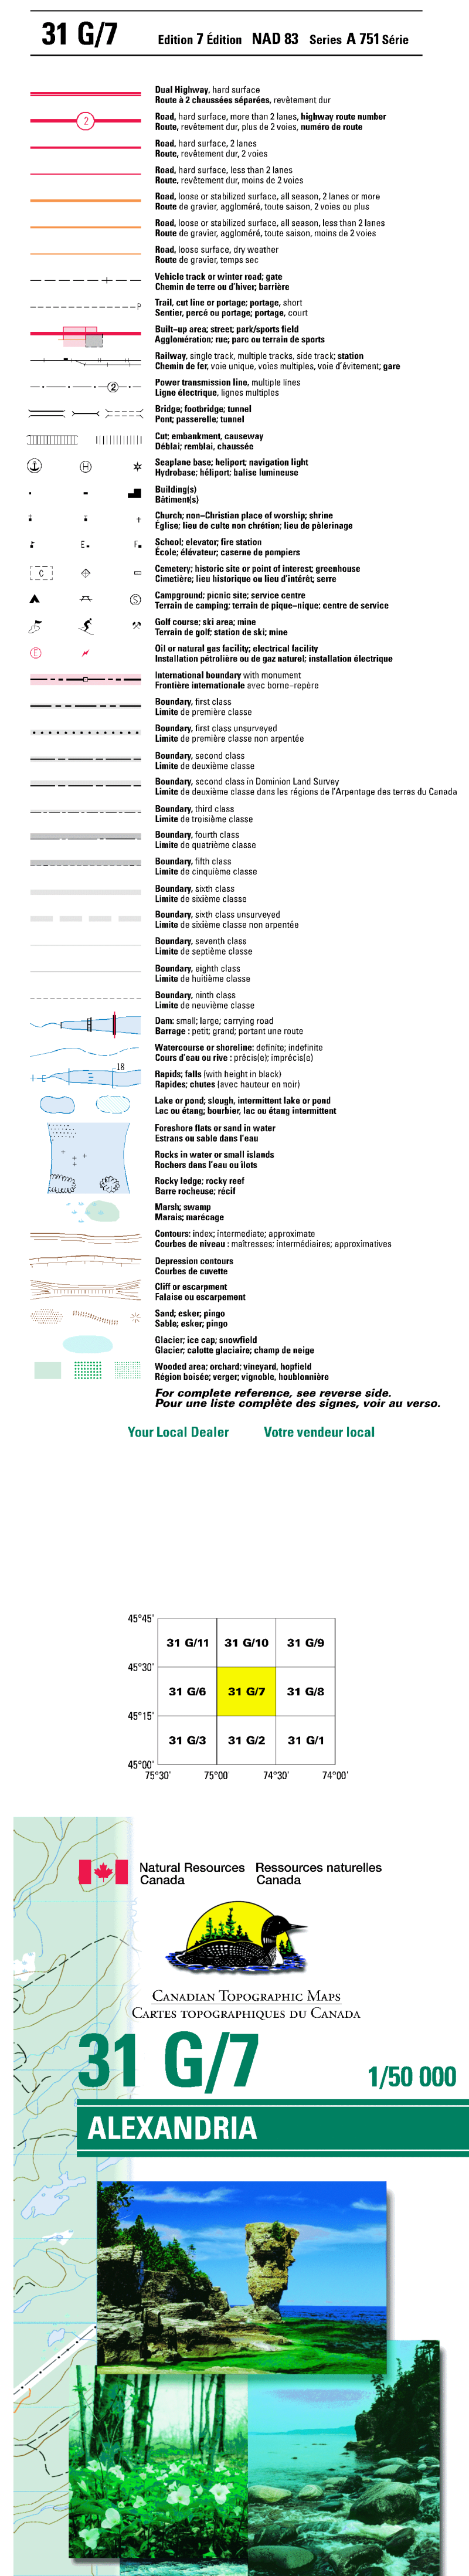 31 G/7 Edition 7 Édition NAD 83 Series A 751 Série
Dual Highway, hard surface
Route à 2 chaussées séparées, revêtement dur
2
Road, hard surface, more than 2 lanes, highway route number
Route, revêtement dur, plus de 2 voies, numéro de route
Road, hard surface, 2 lanes
Route, revêtement dur, 2 voies
Road, hard surface, less than 2 lanes
Route, revêtement dur, moins de 2 voies
Road, loose or stabilized surface, all season, 2 lanes or more
Route de gravier, aggloméré, toute saison, 2 voies ou plus
Road, loose or stabilized surface, all season, less than 2 lanes
Route de gravier, aggloméré, toute saison, moins de 2 voies
Road, loose surface, dry weather
Route de gravier, temps sec
Vehicle track or winter road; gate
Chemin de terre ou d'hiver; barrière
P
Trail, cut line or portage; portage, short
Sentier, percé ou portage; portage, court
Built-up area; street; park/sports field
Agglomération; rue; parc ou terrain de sports
Railway, single track, multiple tracks, side track; station
Chemin de fer, voie unique, voies multiples, voie d'évitement; gare
2
Power transmission line, multiple lines
Ligne électrique, lignes multiples
Bridge; footbridge; tunnel
Pont; passerelle; tunnel
Cut; embankment, causeway
Déblai; remblai, chaussée
H
Seaplane base; heliport; navigation light
Hydrobase; héliport; balise lumineuse
Building(s)
Bâtiment(s)
Church; non-Christian place of worship; shrine
Église; lieu de culte non chrétien; lieu de pèlerinage
E F
School; elevator; fire station
École; élévateur; caserne de pompiers
C
Cemetery; historic site or point of interest; greenhouse
Cimetière; lieu historique ou lieu d'intérêt; serre
S
Campground; picnic site; service centre
Terrain de camping; terrain de pique-nique; centre de service
Golf course; ski area; mine
Terrain de golf; station de ski; mine
E
Oil or natural gas facility; electrical facility
Installation pétrolière ou de gaz naturel; installation électrique
International boundary with monument
Frontière internationale avec borne-repère
Boundary, first class
Limite de première classe
Boundary, first class unsurveyed
Limite de première classe non arpentée
Boundary, second class
Limite de deuxième classe
Boundary, second class in Dominion Land Survey
Limite de deuxième classe dans les régions de l'Arpentage des terres du Canada
Boundary, third class
Limite de troisième classe
Boundary, fourth class
Limite de quatrième classe
Boundary, fifth class
Limite de cinquième classe
Boundary, sixth class
Limite de sixième classe
Boundary, sixth class unsurveyed
Limite de sixième classe non arpentée
Boundary, seventh class
Limite de septième classe
Boundary, eighth class
Limite de huitième classe
Boundary, ninth class
Limite de neuvième classe
Dam: small; large; carrying road
Barrage : petit; grand; portant une route
Watercourse or shoreline: definite; indefinite
Cours d'eau ou rive : précis(e); imprécis(e)
18
Rapids; falls (with height in black)
Rapides; chutes (avec hauteur en noir)
Lake or pond; slough, intermittent lake or pond
Lac ou étang; bourbier, lac ou étang intermittent
Foreshore flats or sand in water
Estrans ou sable dans l'eau
Rocks in water or small islands
Rochers dans l'eau ou îlots
Rocky ledge; rocky reef
Barre rocheuse; récif
Marsh; swamp
Marais; marécage
Contours: index; intermediate; approximate
Courbes de niveau : maîtresses; intermédiaires; approximatives
Depression contours
Courbes de cuvette
Cliff or escarpment
Falaise ou escarpement
Sand; esker; pingo
Sable; esker; pingo
Glacier; ice cap; snowfield
Glacier; calotte glaciaire; champ de neige
Wooded area; orchard; vineyard, hopfield
Région boisée; verger; vignoble, houblonnière
For complete reference, see reverse side.
Pour une liste complète des signes, voir au verso.
Your Local Dealer Votre vendeur local
45°45'
31 G/11 31 G/10 31 G/9
45°30'
31 G/6 31 G/7 31 G/8
45°15'
31 G/3 31 G/2 31 G/1
45°00'
75°30' 75°00' 74°30' 74°00'
Natural Resources Ressources naturelles
Canada Canada
CANADIAN TOPOGRAPHIC MAPS
CARTES TOPOGRAPHIQUES DU CANADA
31 G/7 1/50 000
ALEXANDRIA